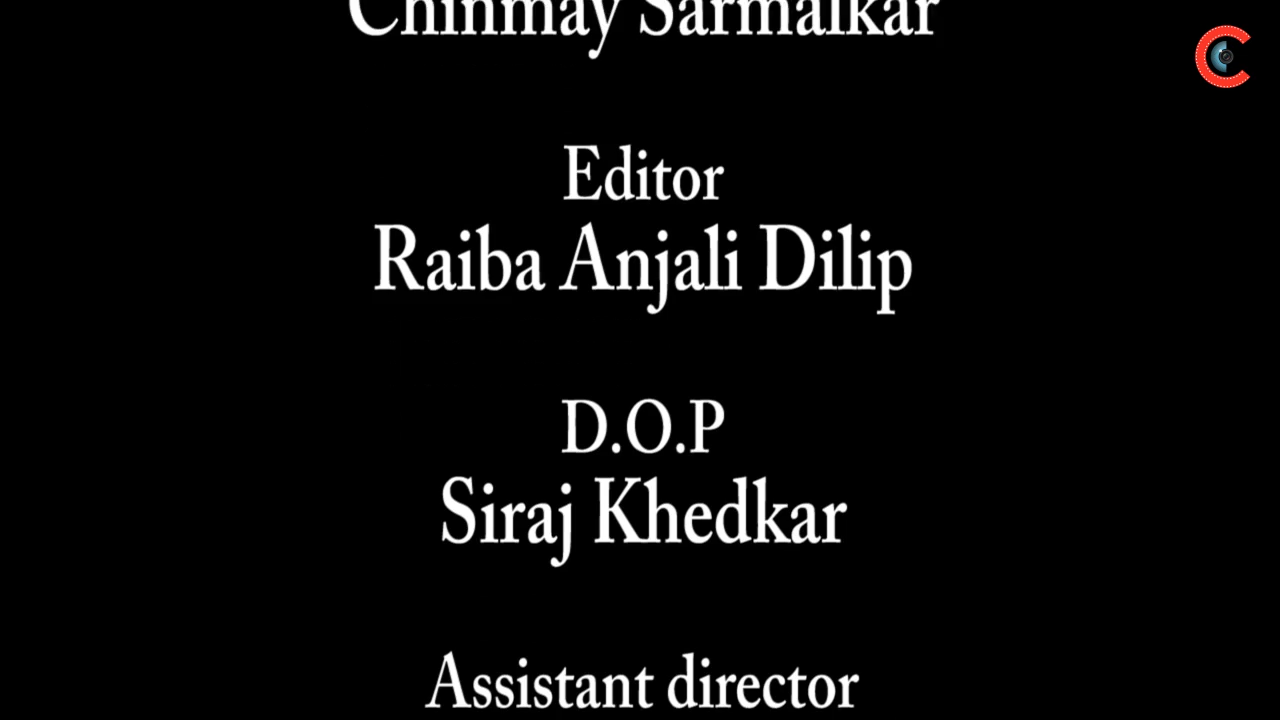 Chinmay Sarmalkar
Editor
Raiba Anjali Dilip
D.O.P
Siraj Khedkar
Assistant director